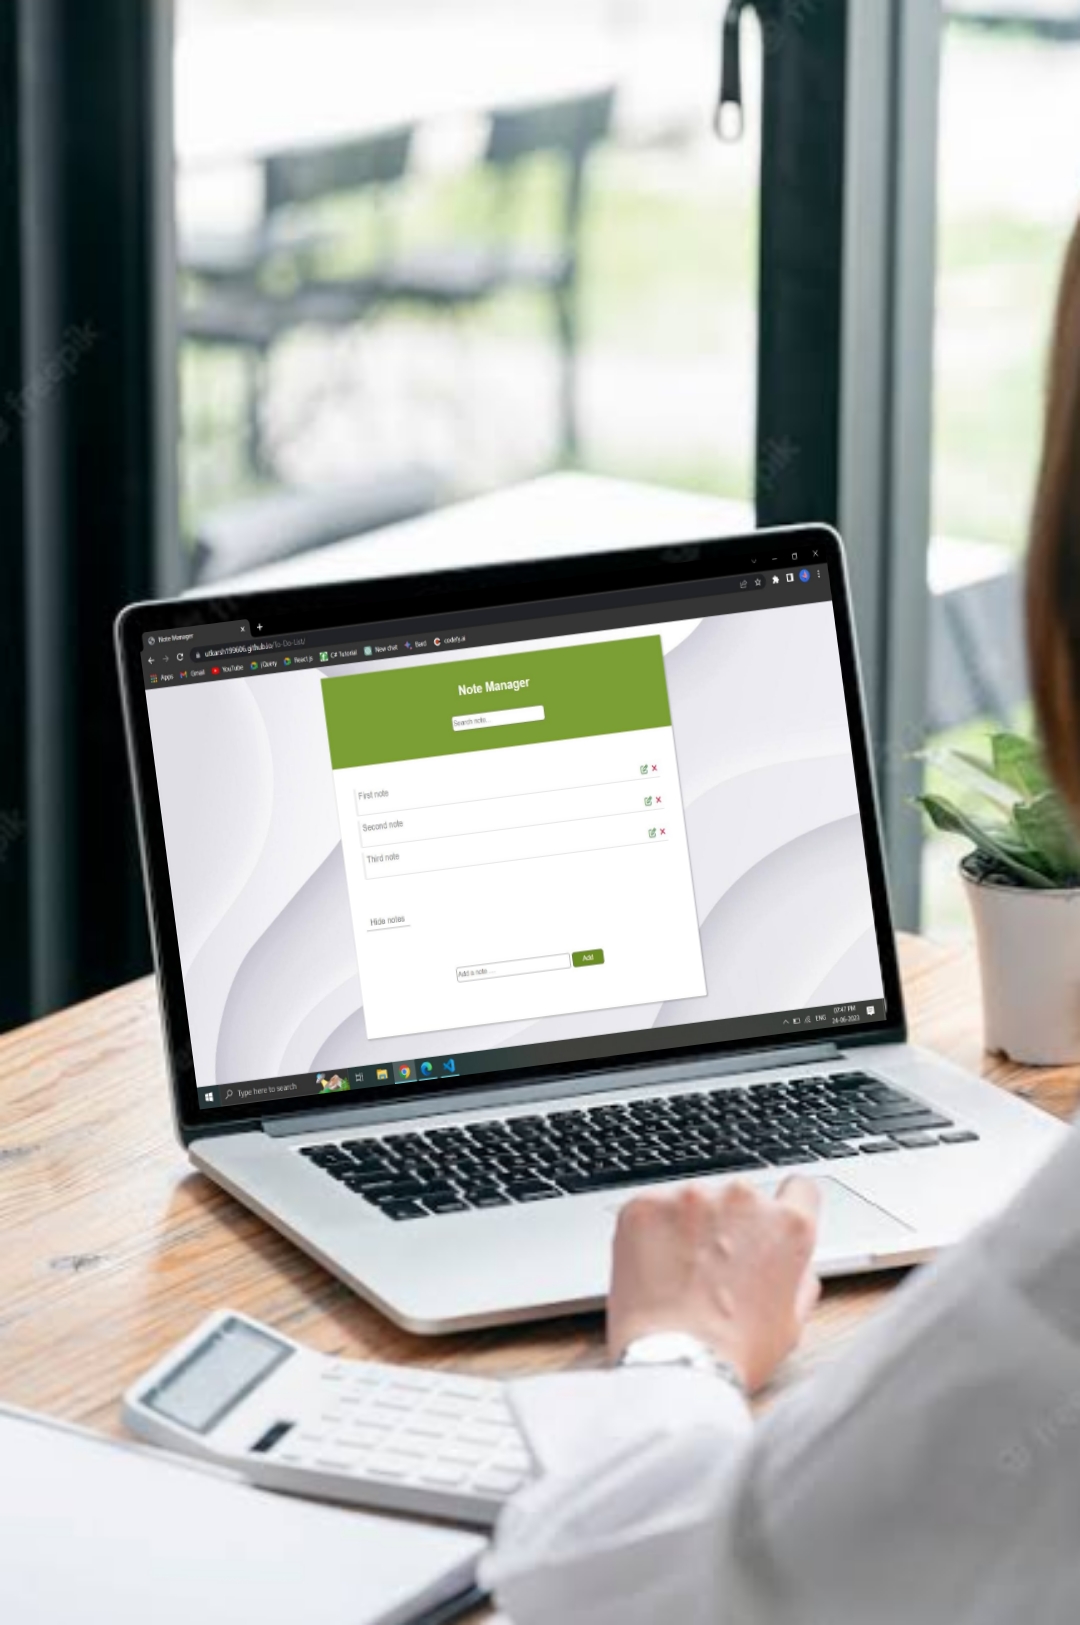 Note Manager
utkarsh199606.github.io/To-Do-List/
Apps Gmail YouTube jQuery React js C# Tutorial New chat Bard codefy.ai
Note Manager
Search note...
First note
Second note
Third note
Hide notes
Add a note.... Add
Type here to search
ENG 07:47 PM
24-06-2023
freepik